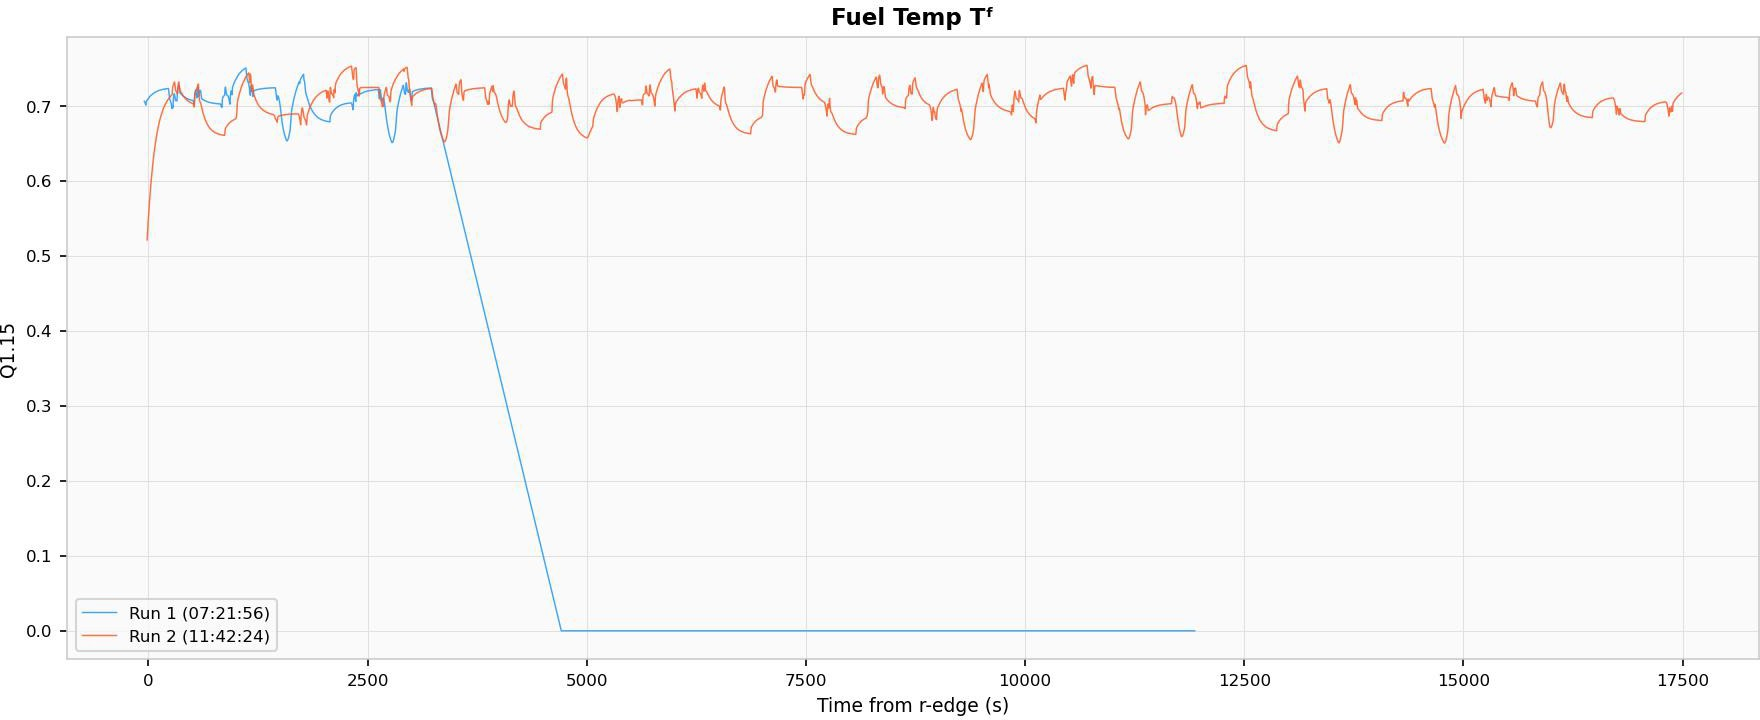 Fuel Temp Tᶠ
Q1.15
0.7
0.6
0.5
0.4
0.3
0.2
0.1
0.0
Run 1 (07:21:56)
Run 2 (11:42:24)
0 2500 5000 7500 10000 12500 15000 17500
Time from r-edge (s)